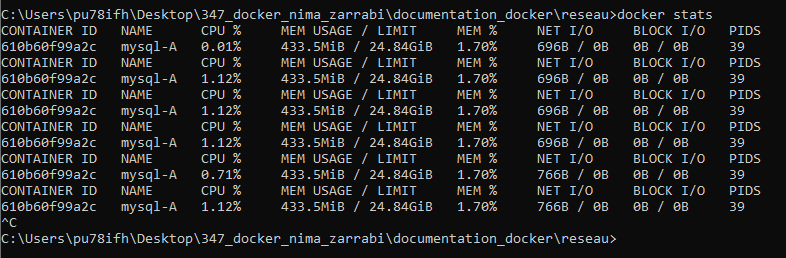 C:\Users\pu78ifh\Desktop\347_docker_nima_zarrabi\documentation_docker\reseau>docker stats
CONTAINER ID   NAME      CPU %     MEM USAGE / LIMIT     MEM %     NET I/O     BLOCK I/O   PIDS
610b60f99a2c   mysql-A   0.01%     433.5MiB / 24.84GiB   1.70%     696B / 0B   0B / 0B     39
CONTAINER ID   NAME      CPU %     MEM USAGE / LIMIT     MEM %     NET I/O     BLOCK I/O   PIDS
610b60f99a2c   mysql-A   1.12%     433.5MiB / 24.84GiB   1.70%     696B / 0B   0B / 0B     39
CONTAINER ID   NAME      CPU %     MEM USAGE / LIMIT     MEM %     NET I/O     BLOCK I/O   PIDS
610b60f99a2c   mysql-A   1.12%     433.5MiB / 24.84GiB   1.70%     696B / 0B   0B / 0B     39
CONTAINER ID   NAME      CPU %     MEM USAGE / LIMIT     MEM %     NET I/O     BLOCK I/O   PIDS
610b60f99a2c   mysql-A   1.12%     433.5MiB / 24.84GiB   1.70%     696B / 0B   0B / 0B     39
CONTAINER ID   NAME      CPU %     MEM USAGE / LIMIT     MEM %     NET I/O     BLOCK I/O   PIDS
610b60f99a2c   mysql-A   0.71%     433.5MiB / 24.84GiB   1.70%     766B / 0B   0B / 0B     39
CONTAINER ID   NAME      CPU %     MEM USAGE / LIMIT     MEM %     NET I/O     BLOCK I/O   PIDS
610b60f99a2c   mysql-A   1.12%     433.5MiB / 24.84GiB   1.70%     766B / 0B   0B / 0B     39
^C
C:\Users\pu78ifh\Desktop\347_docker_nima_zarrabi\documentation_docker\reseau>